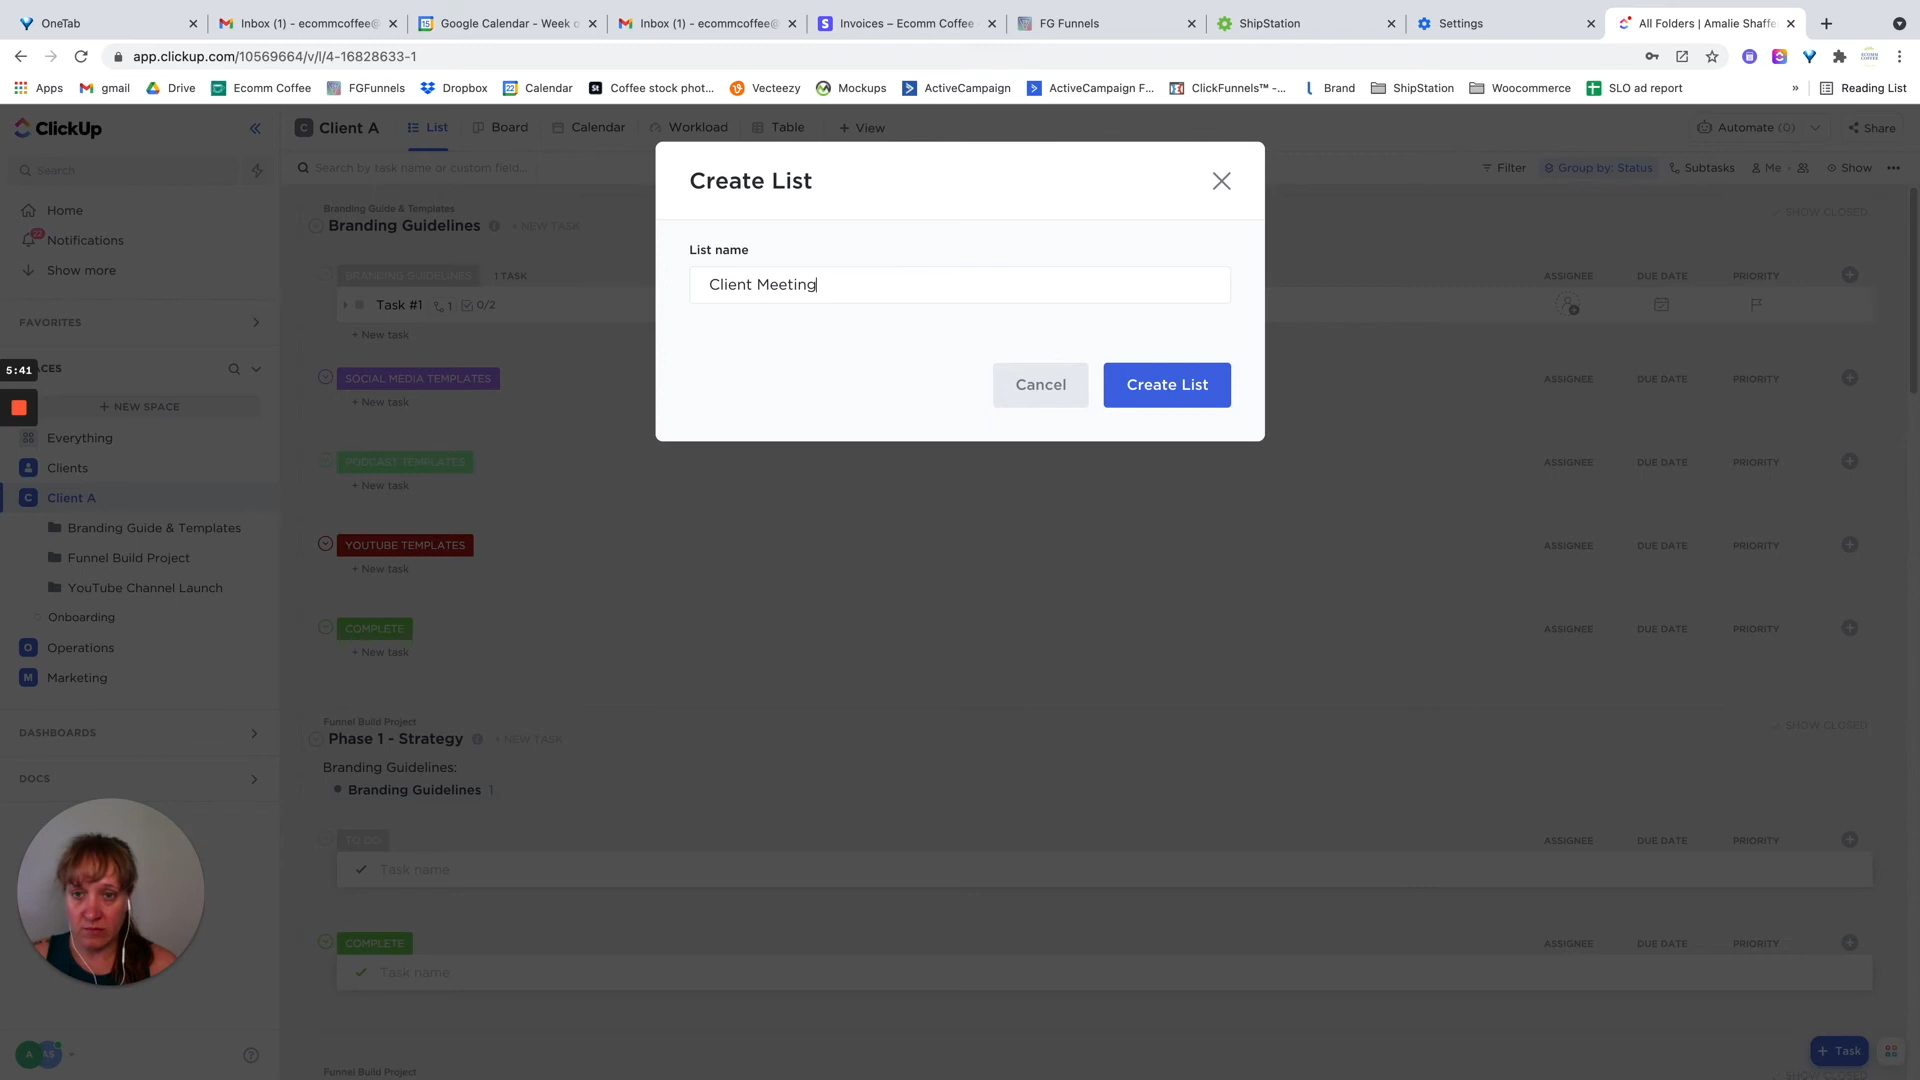 OneTab
Inbox (1) - ecommcoffee@
Google Calendar - Week o
Inbox (1) - ecommcoffee@
Invoices – Ecomm Coffee
FG Funnels
ShipStation
Settings
All Folders | Amalie Shaffe
app.clickup.com/10569664/v/l/4-16828633-1
Apps
gmail
Drive
Ecomm Coffee
FGFunnels
Dropbox
Calendar
Coffee stock phot...
Vecteezy
Mockups
ActiveCampaign
ActiveCampaign F...
ClickFunnels™ -...
Brand
ShipStation
Woocommerce
SLO ad report
»
Reading List
ClickUp
Client A
List
Board
Calendar
Workload
Table
+ View
Automate (0)
Share
Search
Search by task name or custom field...
Filter
Group by: Status
Subtasks
Me
Show
Home
22
Notifications
Show more
FAVORITES
5:41
CES
+ NEW SPACE
Everything
Clients
Client A
Branding Guide & Templates
Funnel Build Project
YouTube Channel Launch
Onboarding
Operations
Marketing
DASHBOARDS
DOCS
Create List
List name
Client Meeting
Cancel
Create List
Branding Guide & Templates
Branding Guidelines
+ NEW TASK
SHOW CLOSED
BRANDING GUIDELINES
1 TASK
ASSIGNEE
DUE DATE
PRIORITY
Task #1
1
0/2
+ New task
SOCIAL MEDIA TEMPLATES
ASSIGNEE
DUE DATE
PRIORITY
+ New task
PODCAST TEMPLATES
ASSIGNEE
DUE DATE
PRIORITY
+ New task
YOUTUBE TEMPLATES
ASSIGNEE
DUE DATE
PRIORITY
+ New task
COMPLETE
ASSIGNEE
DUE DATE
PRIORITY
+ New task
Funnel Build Project
Phase 1 - Strategy
+ NEW TASK
SHOW CLOSED
Branding Guidelines:
Branding Guidelines 1
TO DO
ASSIGNEE
DUE DATE
PRIORITY
Task name
COMPLETE
ASSIGNEE
DUE DATE
PRIORITY
Task name
A
AS
+ Task
Funnel Build Project
SHOW CLOSED